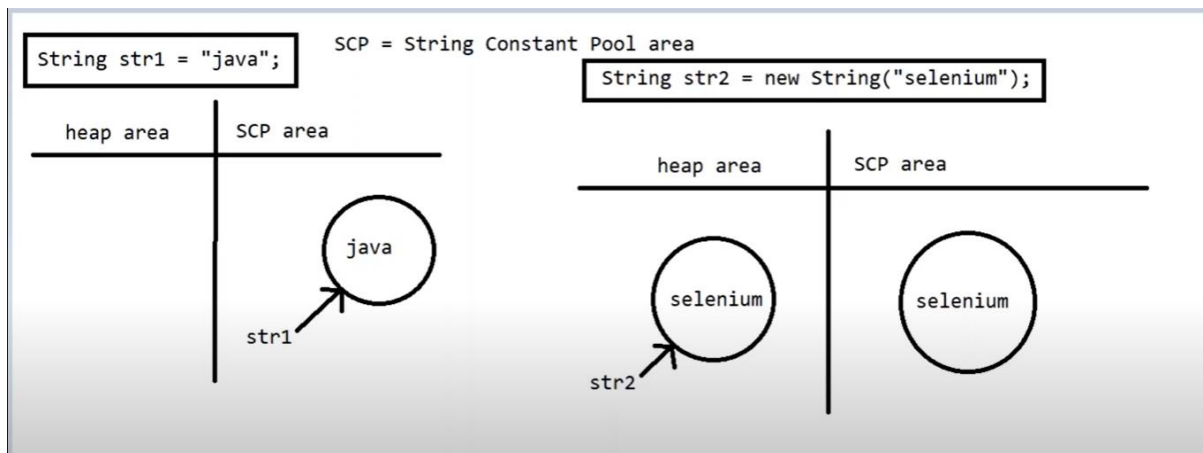 String str1 = "java";
SCP = String Constant Pool area
heap area
SCP area
java
str1
String str2 = new String("selenium");
heap area
SCP area
selenium
selenium
str2